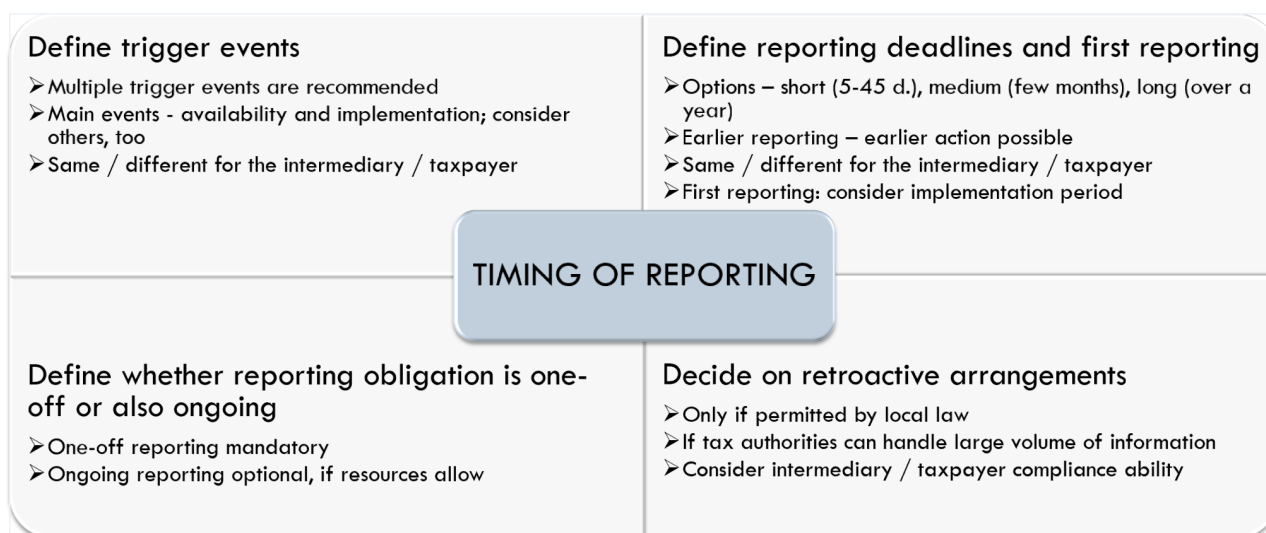 Define trigger events
➢Multiple trigger events are recommended
➢Main events - availability and implementation; consider
others, too
➢Same / different for the intermediary / taxpayer
Define reporting deadlines and first reporting
➢Options – short (5-45 d.), medium (few months), long (over a
year)
➢Earlier reporting – earlier action possible
➢Same / different for the intermediary / taxpayer
➢First reporting: consider implementation period
TIMING OF REPORTING
Define whether reporting obligation is one-
off or also ongoing
➢One-off reporting mandatory
➢Ongoing reporting optional, if resources allow
Decide on retroactive arrangements
➢Only if permitted by local law
➢If tax authorities can handle large volume of information
➢Consider intermediary / taxpayer compliance ability